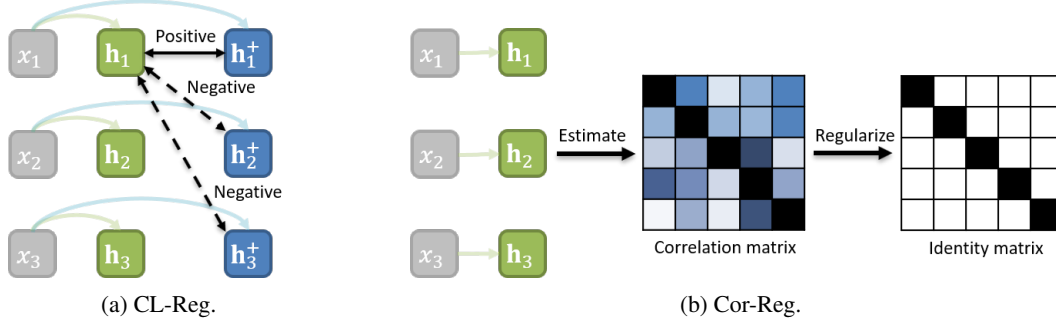 x₁ h₁ Positive h₁⁺
Negative
x₂ h₂ h₂⁺
Negative
x₃ h₃ h₃⁺
(a) CL-Reg.
x₁ h₁
x₂ h₂ Estimate Regularize
x₃ h₃
Correlation matrix Identity matrix
(b) Cor-Reg.